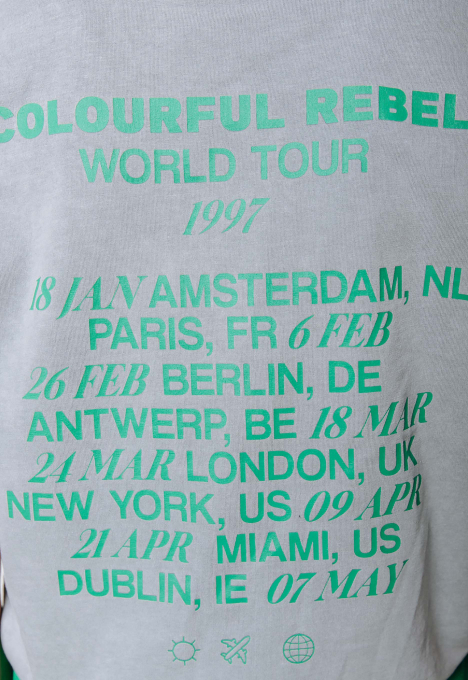 COLOURFUL REBEL
WORLD TOUR
1997
18 JAN AMSTERDAM, NL
PARIS, FR 6 FEB
26 FEB BERLIN, DE
ANTWERP, BE 18 MAR
24 MAR LONDON, UK
NEW YORK, US 09 APR
21 APR MIAMI, US
DUBLIN, IE 07 MAY